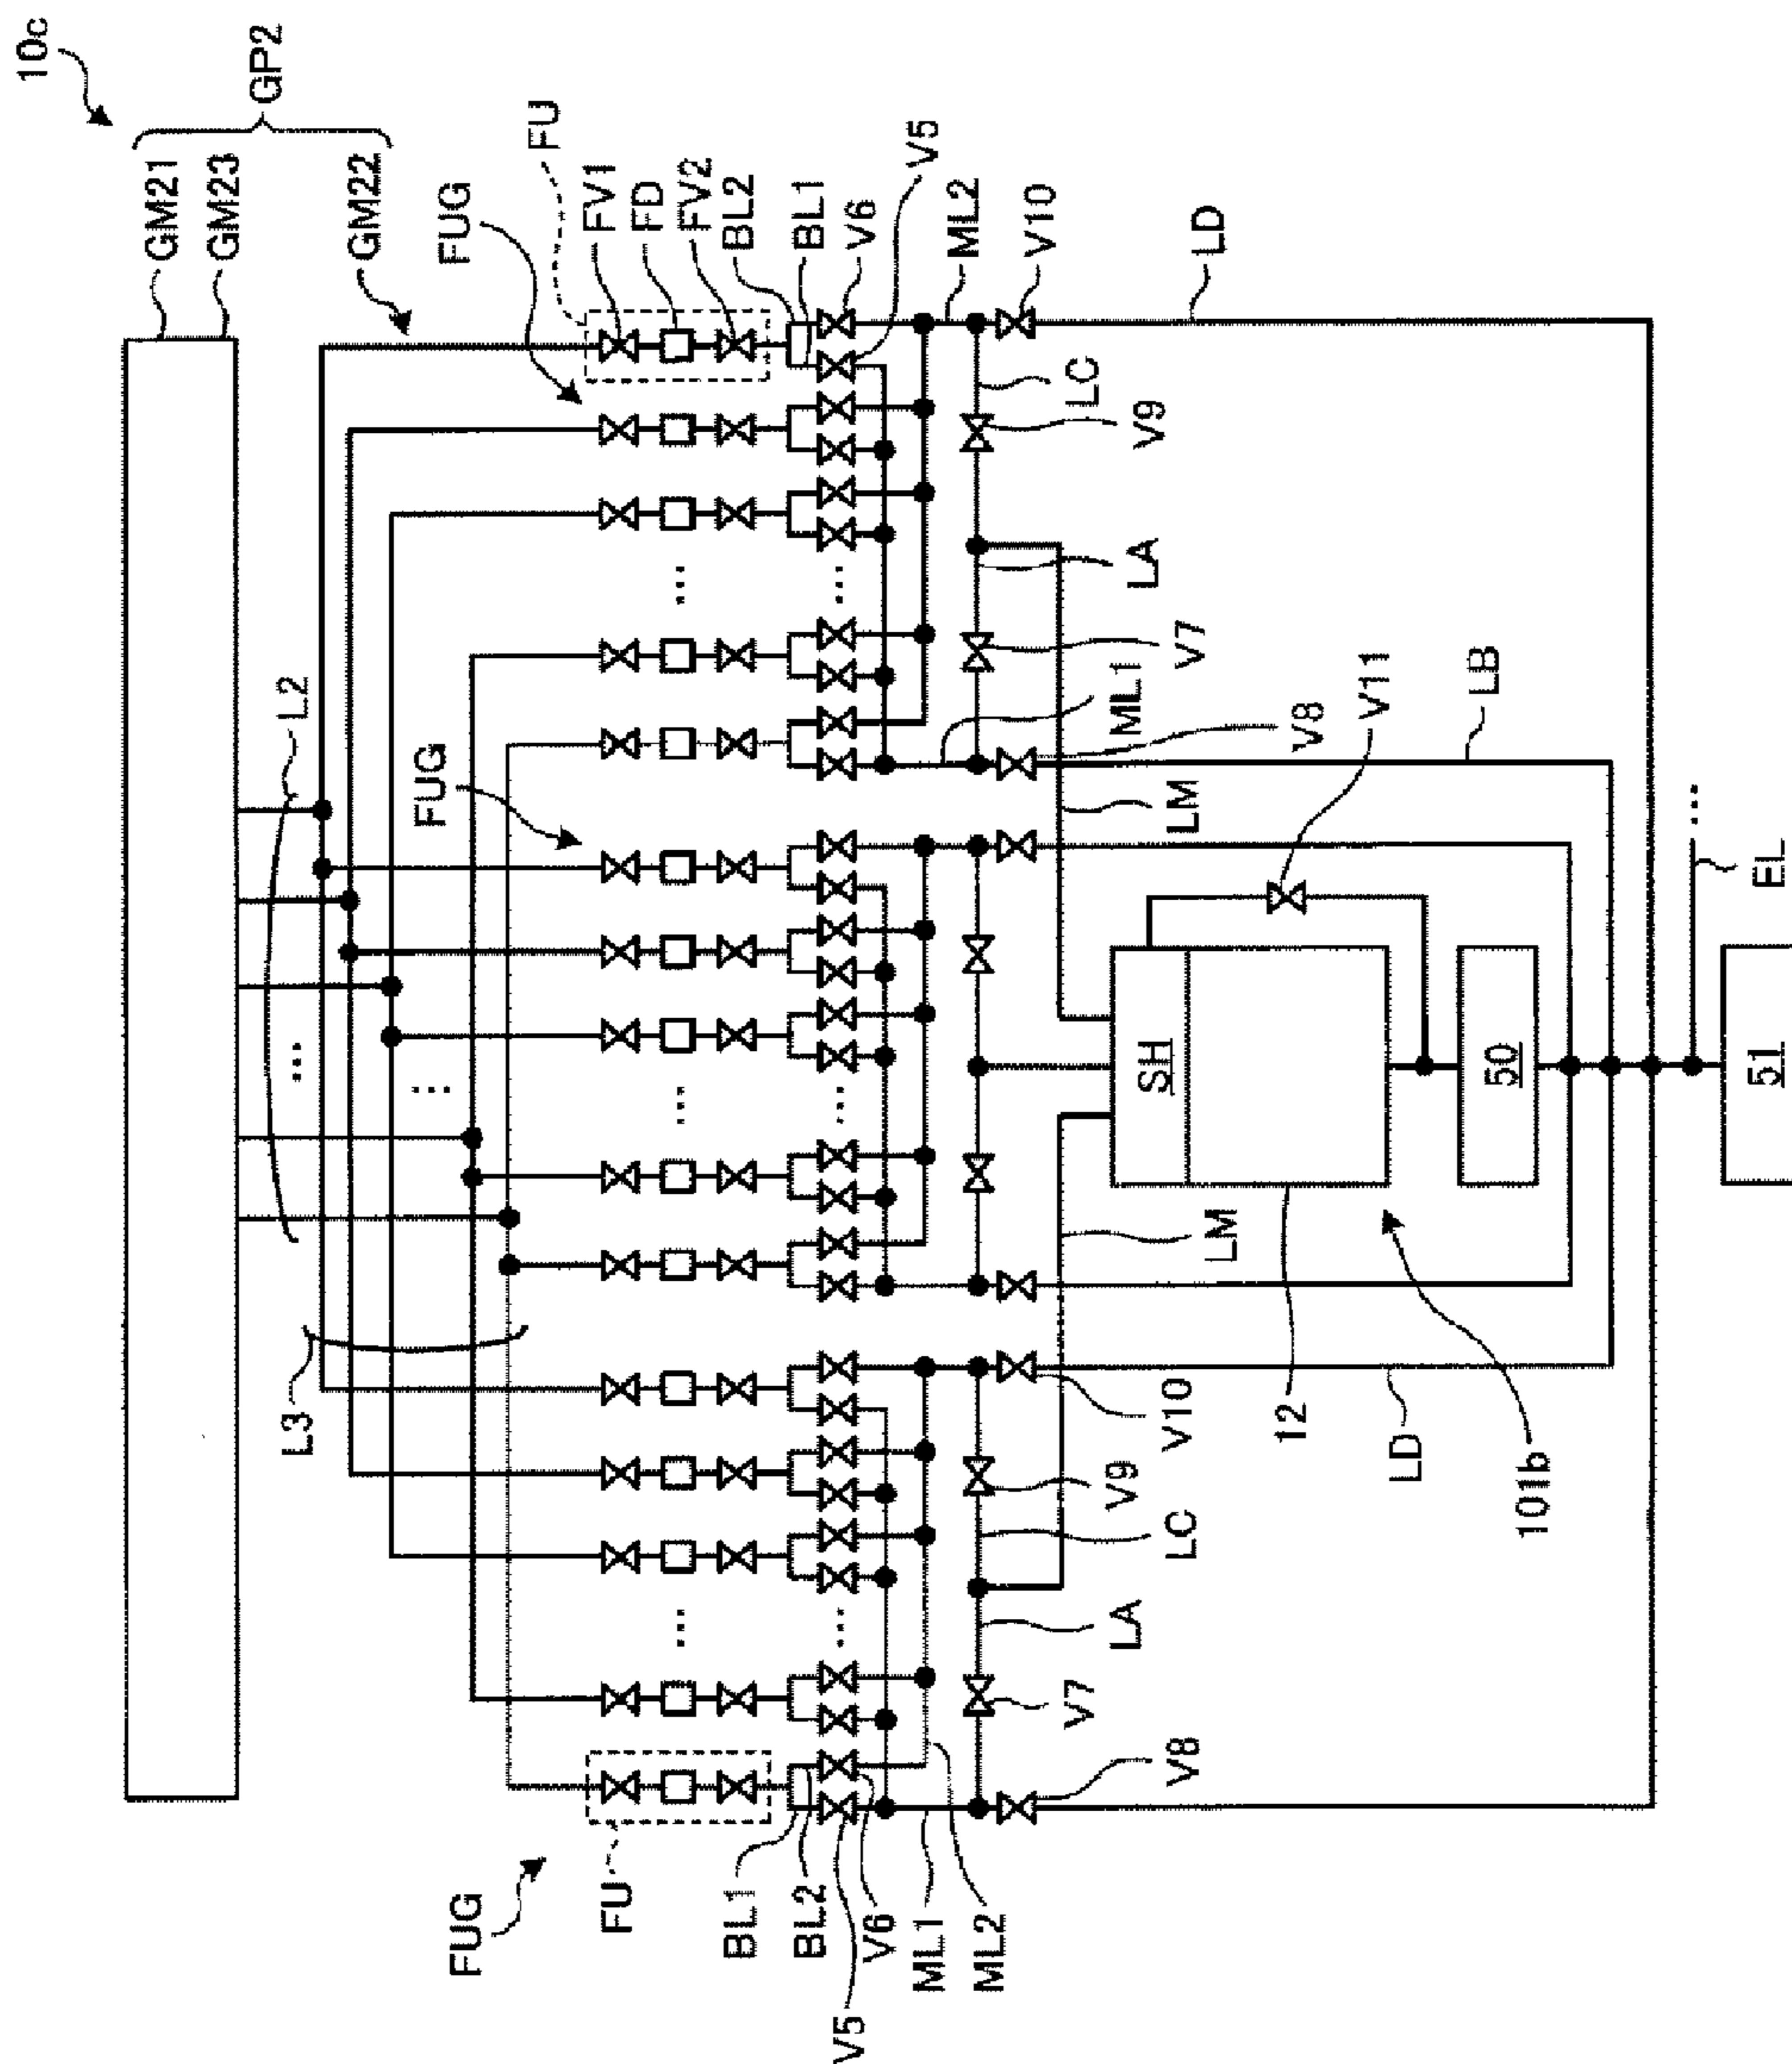 10c
GP2
GM21
GM23
GM22
FUG
FU
FV1
FD
FV2
BL2
BL1
V6
V5
ML2
V10
LD
LC
V9
LA
V7
ML1
V8
V11
LB
LM
L2
...
...
FUG
...
...
...
...
...
...
SH
50
51
EL
...
L3
LM
12
101b
V10
LD
V9
LC
LA
V7
V8
FUG
FU
BL1
BL2
V6
V5
ML1
ML2